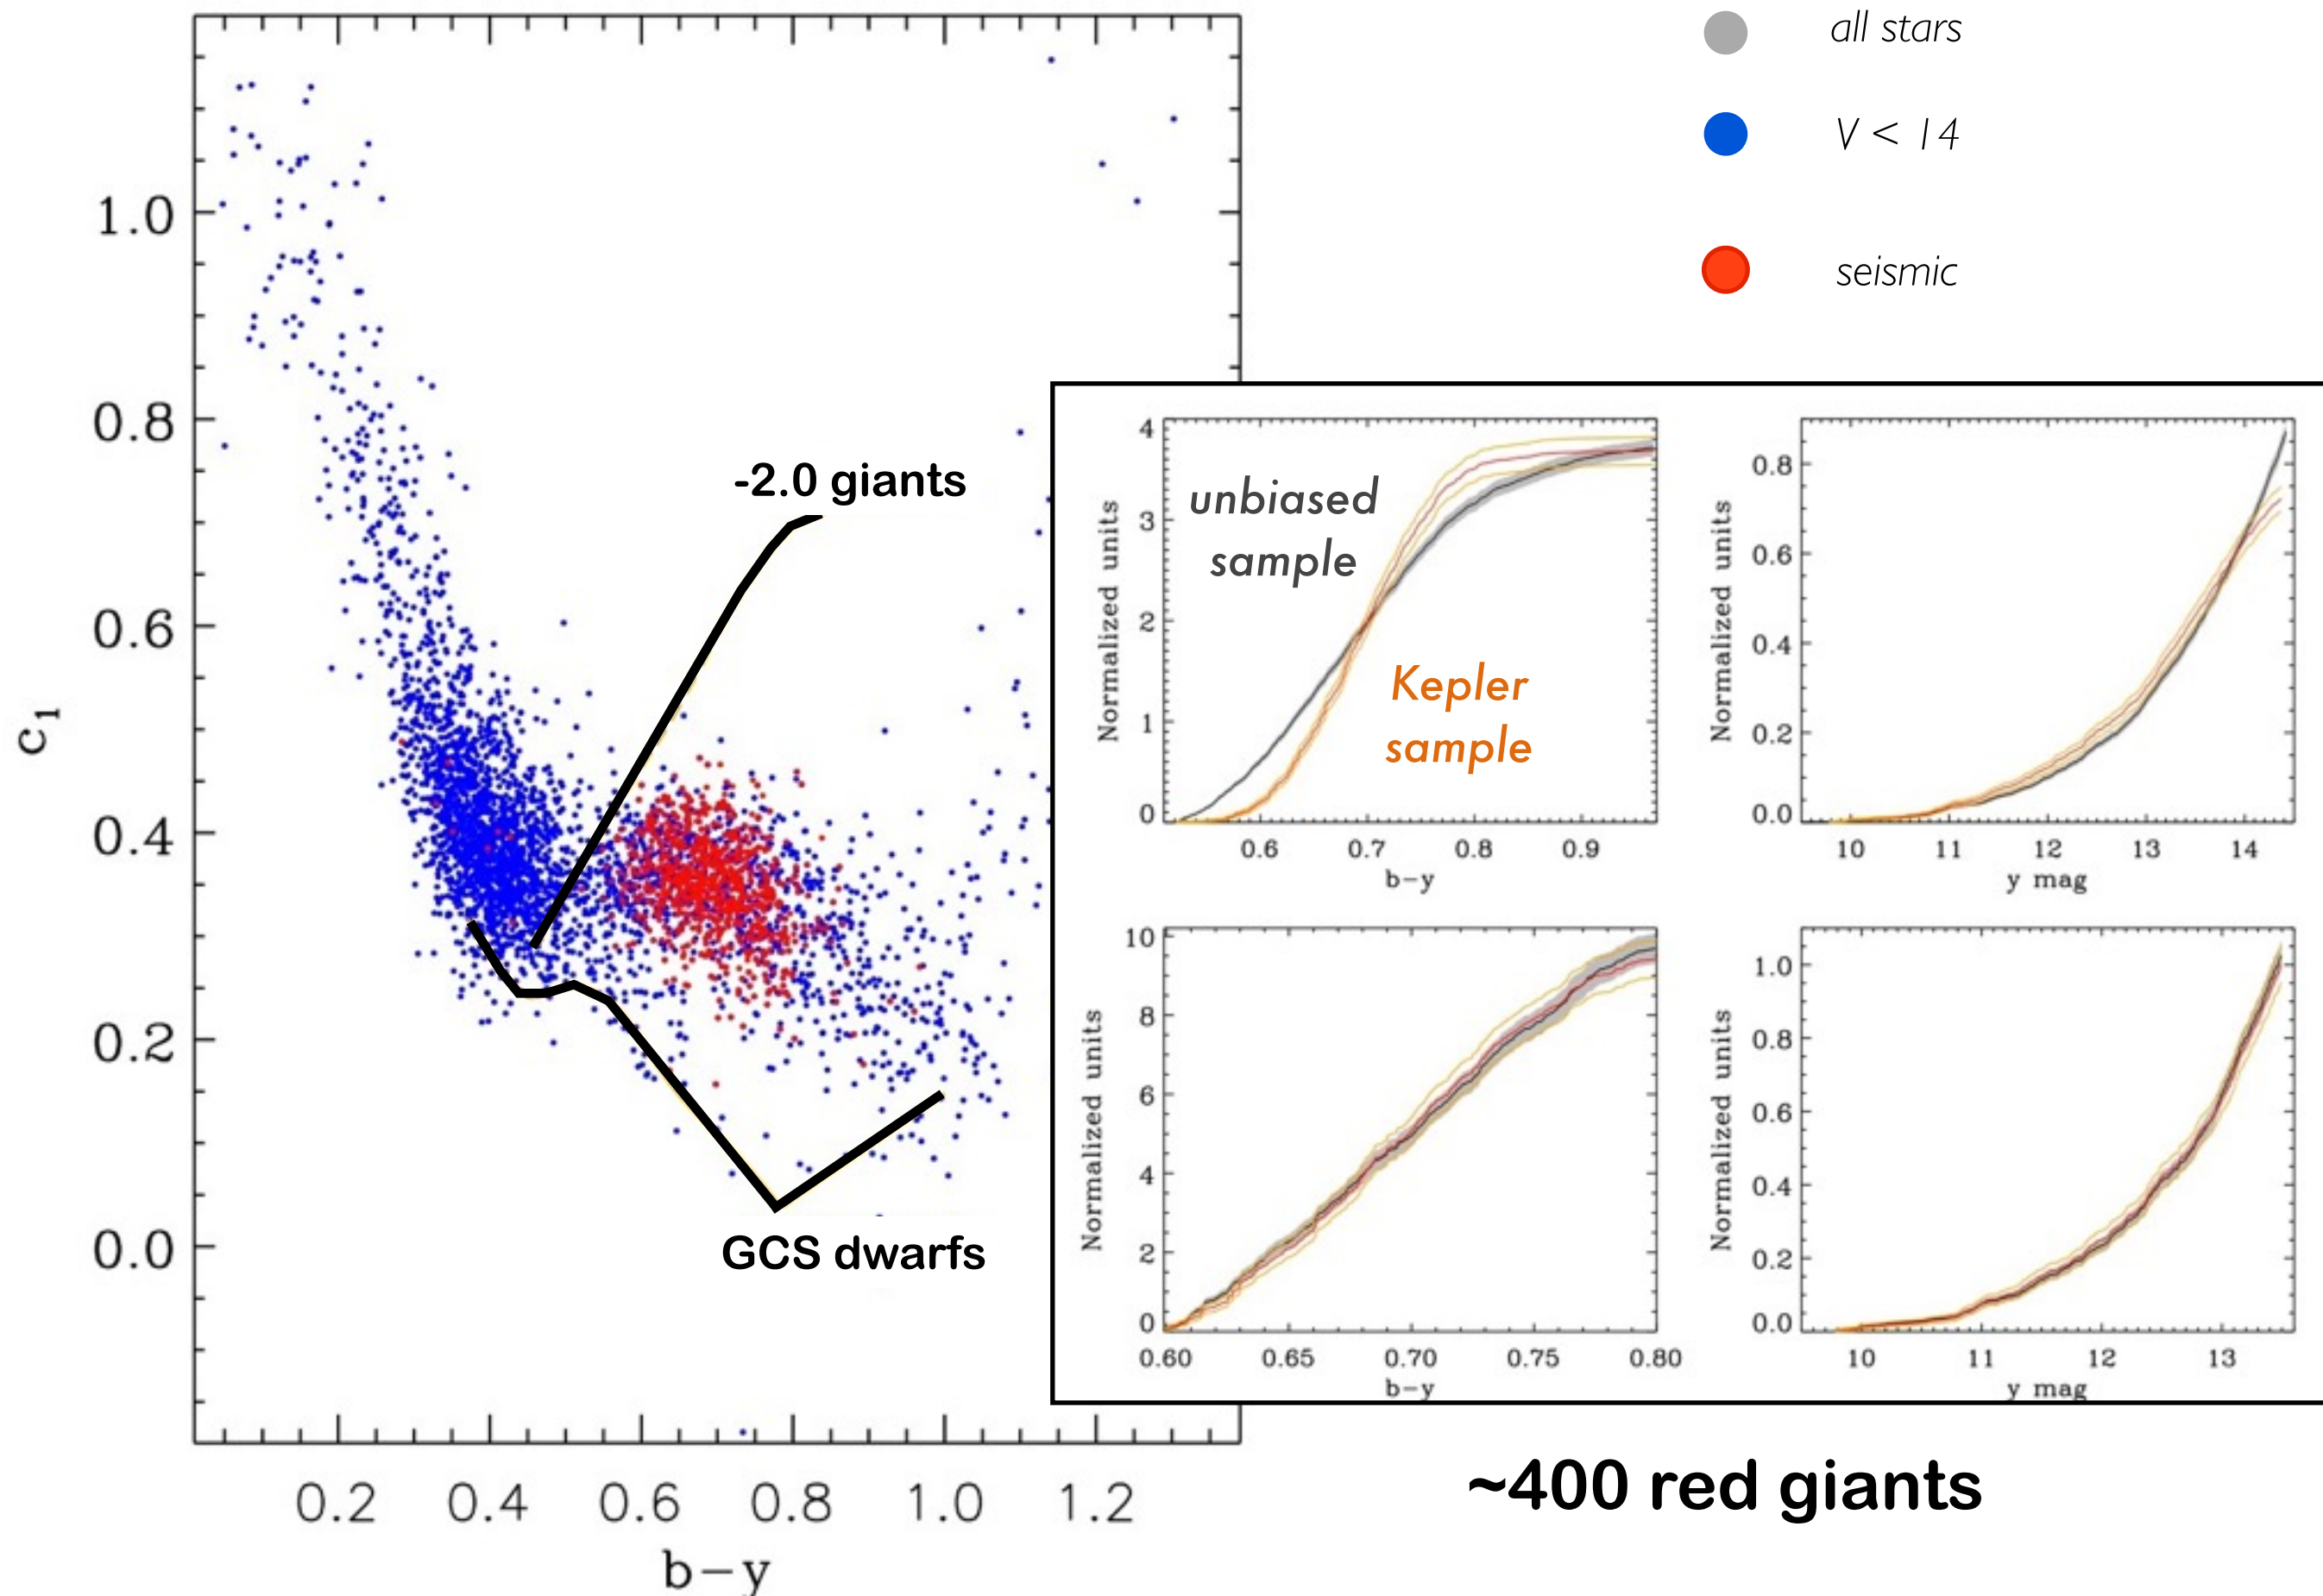 all stars
V < 14
seismic
1.0
0.8
0.6
0.4
0.2
0.0
c1
0.2 0.4 0.6 0.8 1.0 1.2
b-y
-2.0 giants
GCS dwarfs
4
3
2
1
0
Normalized units
unbiased
sample
Kepler
sample
0.6 0.7 0.8 0.9
b-y
0.8
0.6
0.4
0.2
0.0
Normalized units
10 11 12 13 14
y mag
10
8
6
4
2
0
Normalized units
0.60 0.65 0.70 0.75 0.80
b-y
1.0
0.8
0.6
0.4
0.2
0.0
Normalized units
10 11 12 13
y mag
~400 red giants